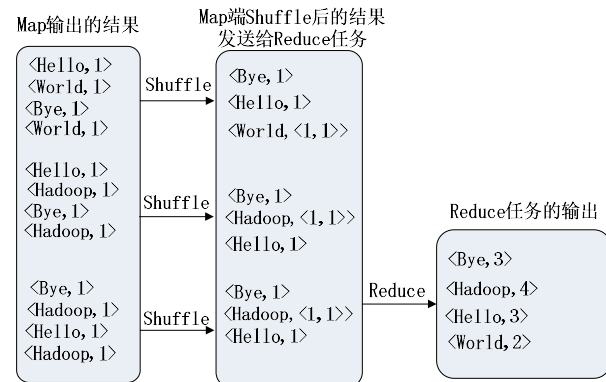 Map输出的结果
<Hello,1>
<World,1>
<Bye,1>
<World,1>
<Hello,1>
<Hadoop,1>
<Bye,1>
<Hadoop,1>
<Bye,1>
<Hadoop,1>
<Hello,1>
<Hadoop,1>
Shuffle
Shuffle
Shuffle
Map端Shuffle后的结果
发送给Reduce任务
<Bye,1>
<Hello,1>
<World,<1,1>>
<Bye,1>
<Hadoop,<1,1>>
<Hello,1>
<Bye,1>
<Hadoop,<1,1>>
<Hello,1>
Reduce
Reduce任务的输出
<Bye,3>
<Hadoop,4>
<Hello,3>
<World,2>